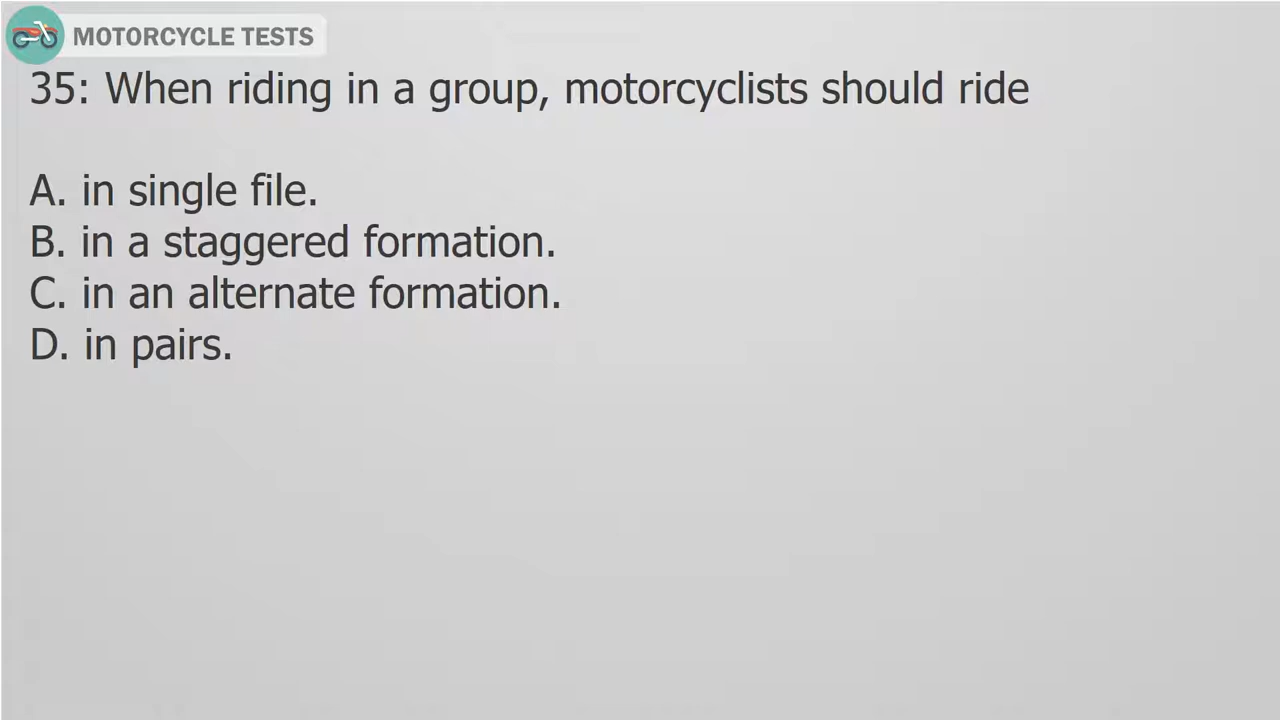 MOTORCYCLE TESTS
35: When riding in a group, motorcyclists should ride
A. in single file.
B. in a staggered formation.
C. in an alternate formation.
D. in pairs.